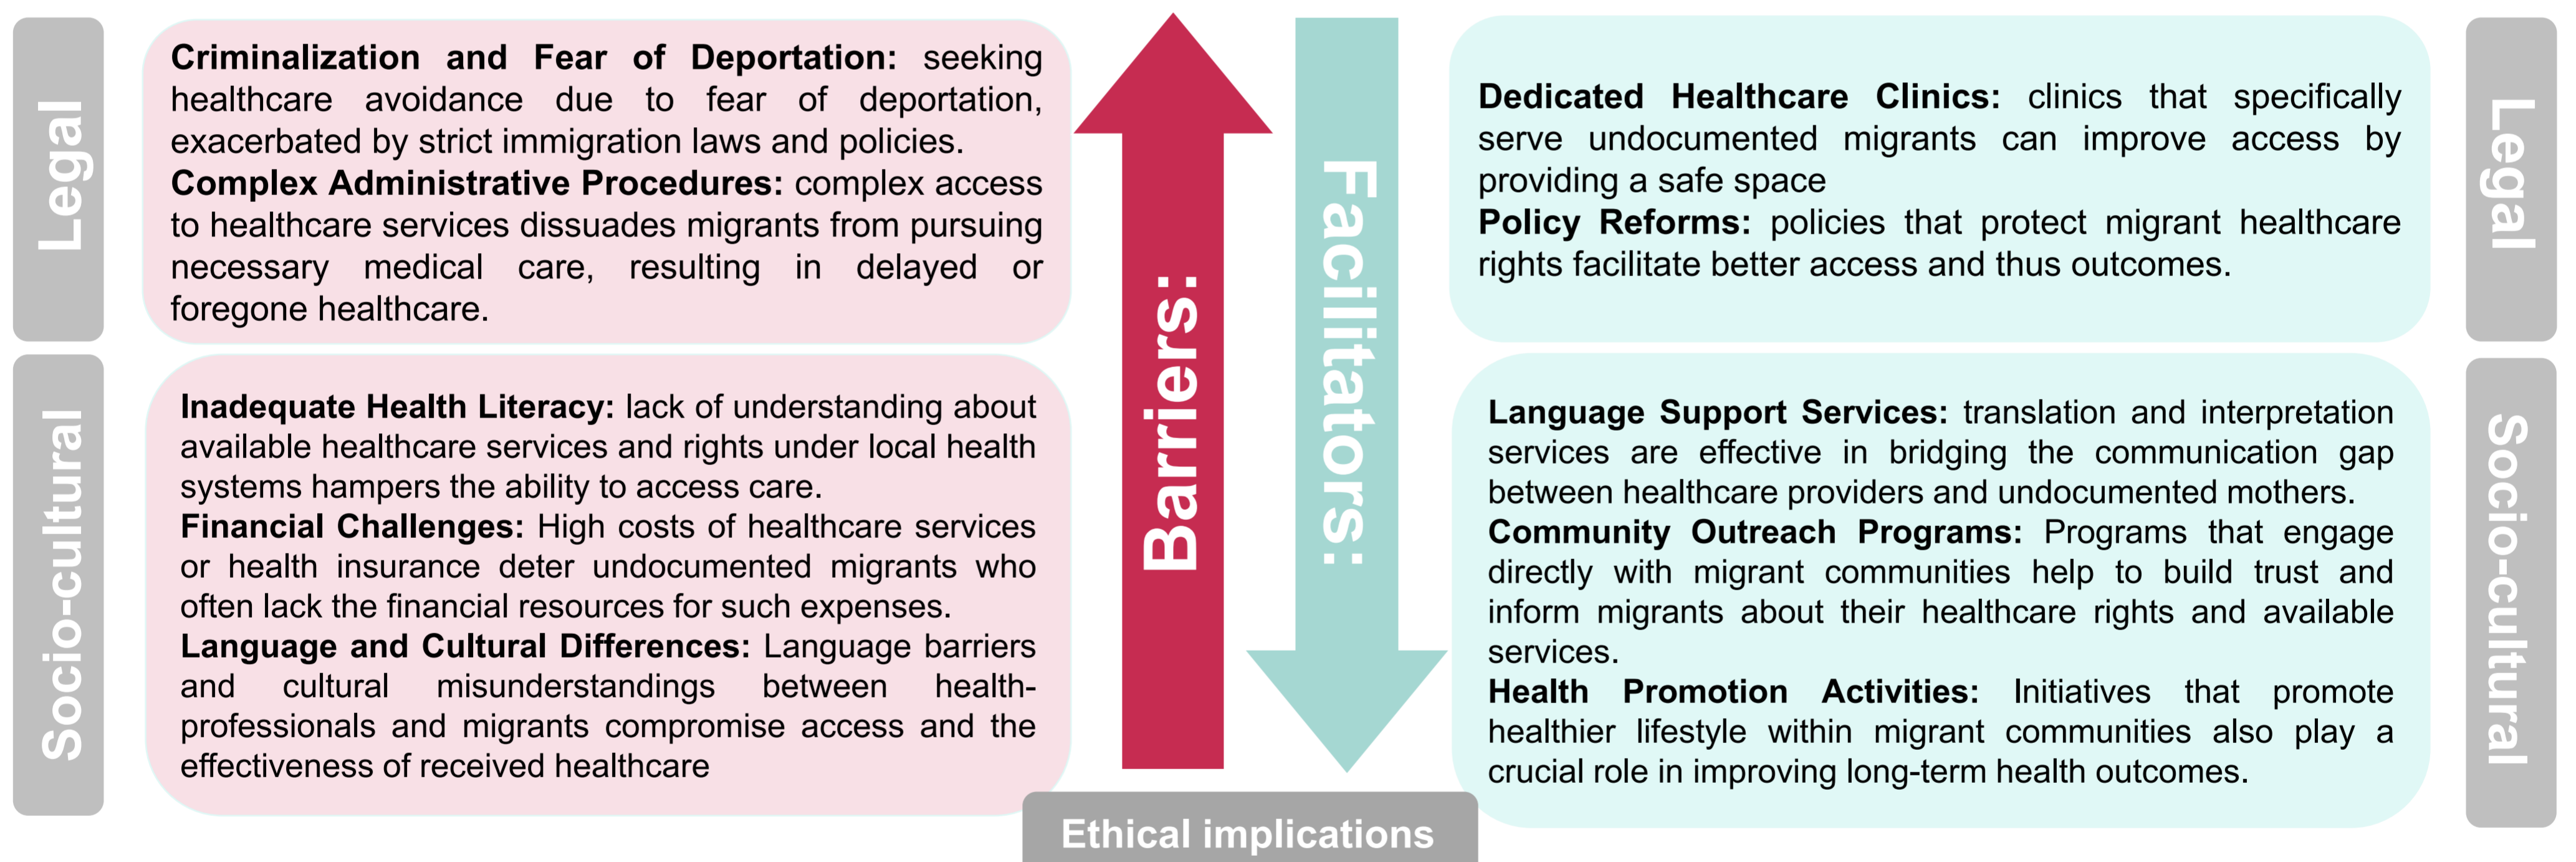 Legal
Criminalization and Fear of Deportation: seeking
healthcare avoidance due to fear of deportation,
exacerbated by strict immigration laws and policies.
Complex Administrative Procedures: complex access
to healthcare services dissuades migrants from pursuing
necessary medical care, resulting in delayed or
foregone healthcare.
Socio-cultural
Inadequate Health Literacy: lack of understanding about
available healthcare services and rights under local health
systems hampers the ability to access care.
Financial Challenges: High costs of healthcare services
or health insurance deter undocumented migrants who
often lack the financial resources for such expenses.
Language and Cultural Differences: Language barriers
and cultural misunderstandings between health-
professionals and migrants compromise access and the
effectiveness of received healthcare
Barriers:
Facilitators:
Dedicated Healthcare Clinics: clinics that specifically
serve undocumented migrants can improve access by
providing a safe space
Policy Reforms: policies that protect migrant healthcare
rights facilitate better access and thus outcomes.
Legal
Language Support Services: translation and interpretation
services are effective in bridging the communication gap
between healthcare providers and undocumented mothers.
Community Outreach Programs: Programs that engage
directly with migrant communities help to build trust and
inform migrants about their healthcare rights and available
services.
Health Promotion Activities: Initiatives that promote
healthier lifestyle within migrant communities also play a
crucial role in improving long-term health outcomes.
Socio-cultural
Ethical implications